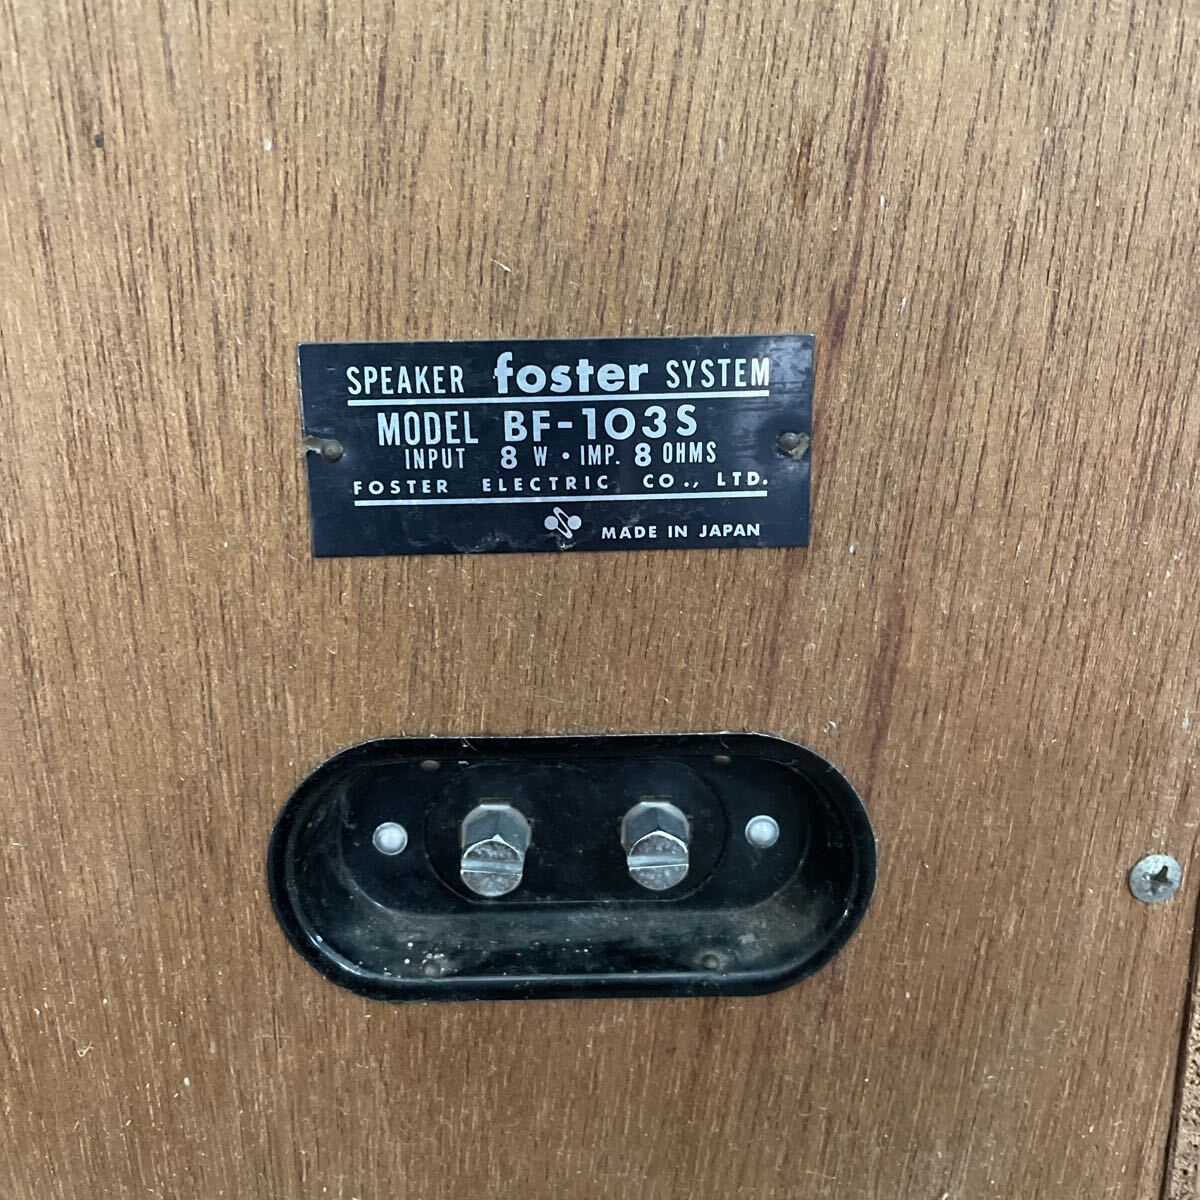 SPEAKER foster SYSTEM
MODEL BF-103S
INPUT 8 W • IMP. 8 OHMS
FOSTER ELECTRIC CO., LTD.
MADE IN JAPAN